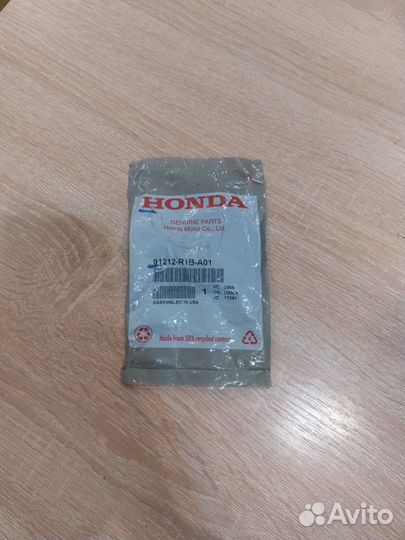 HONDA
GENUINE PARTS
Honda Motor Co., Ltd.
91212-R1B-A01
1
ASSEMBLED IN USA
Made from 50% recycled content
Avito